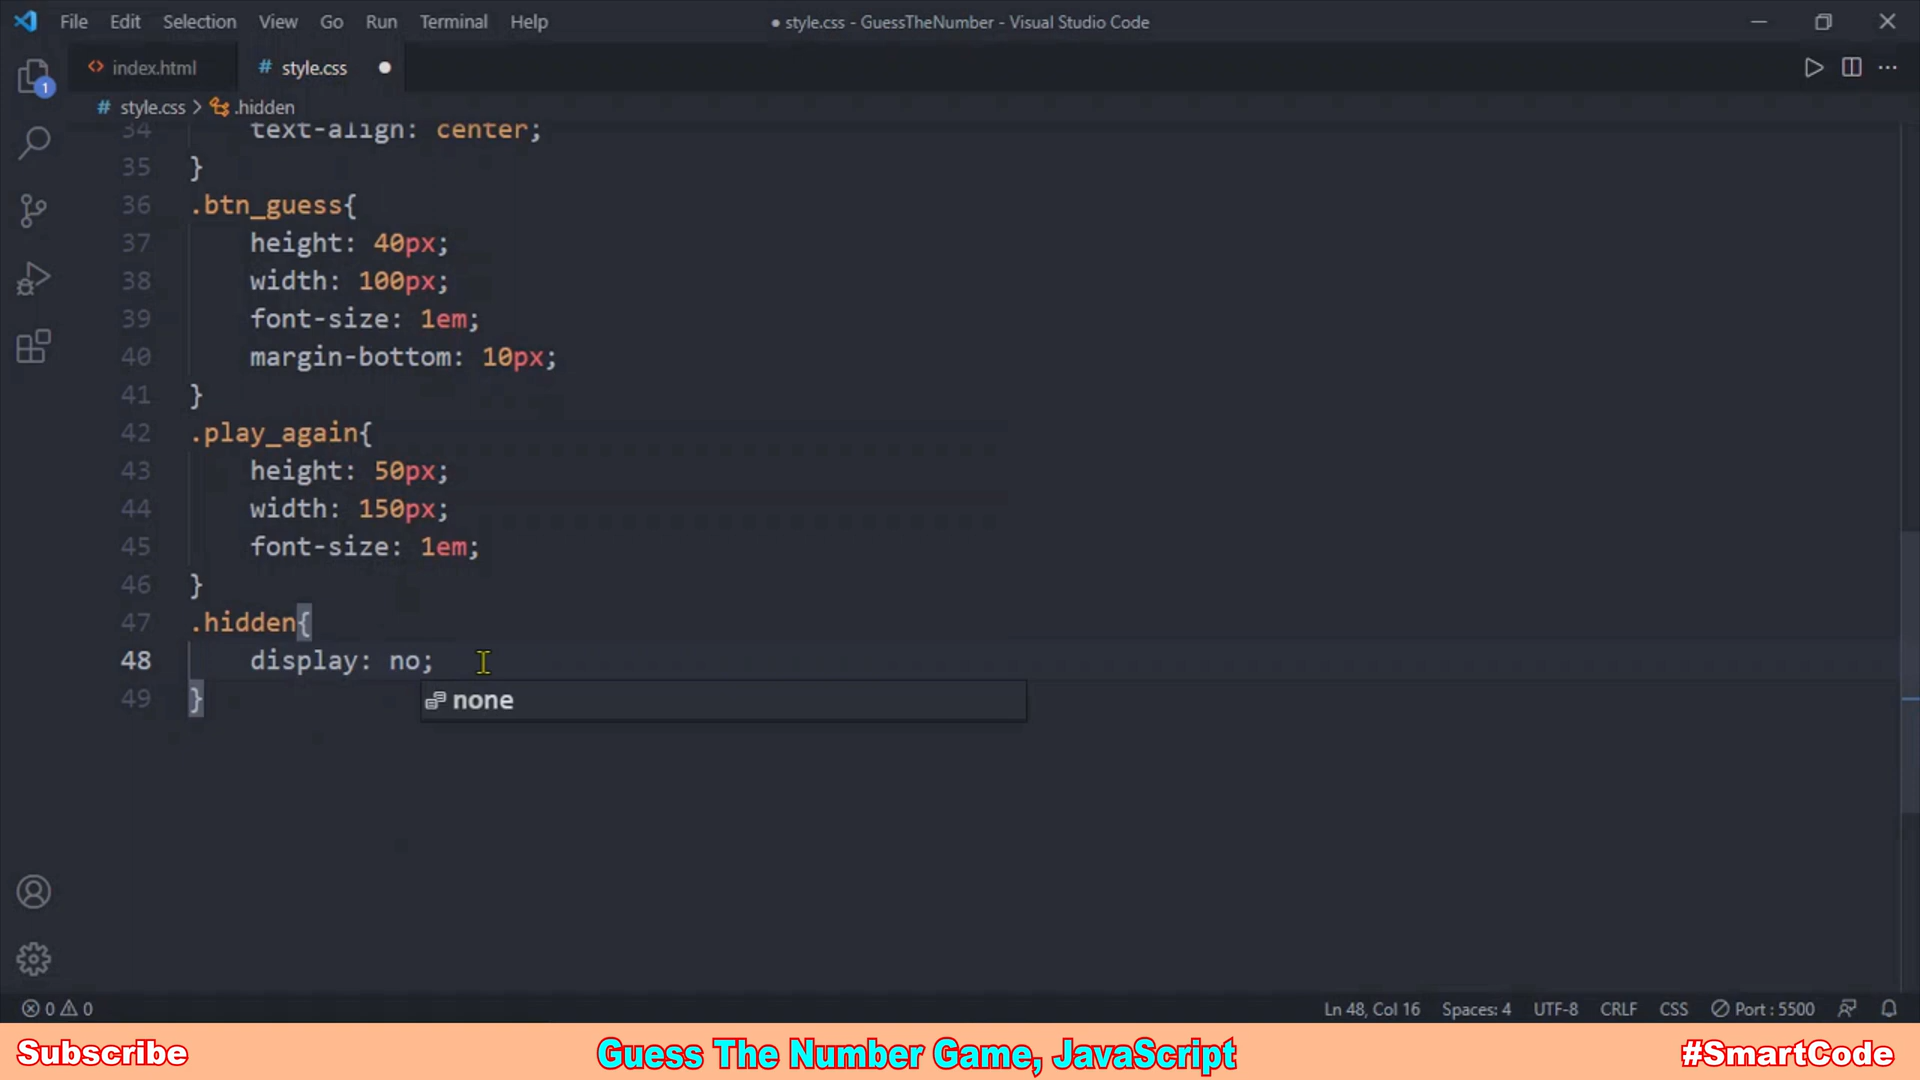 File Edit Selection View Go Run Terminal Help ● style.css - GuessTheNumber - Visual Studio Code
<> index.html # style.css ●
1
# style.css > .hidden
34 text-align: center;
35 }
36 .btn_guess{
37 height: 40px;
38 width: 100px;
39 font-size: 1em;
40 margin-bottom: 10px;
41 }
42 .play_again{
43 height: 50px;
44 width: 150px;
45 font-size: 1em;
46 }
47 .hidden{
48 display: no;
49 }
none
0 0 Ln 48, Col 16 Spaces: 4 UTF-8 CRLF CSS Port : 5500
Subscribe Guess The Number Game, JavaScript #SmartCode